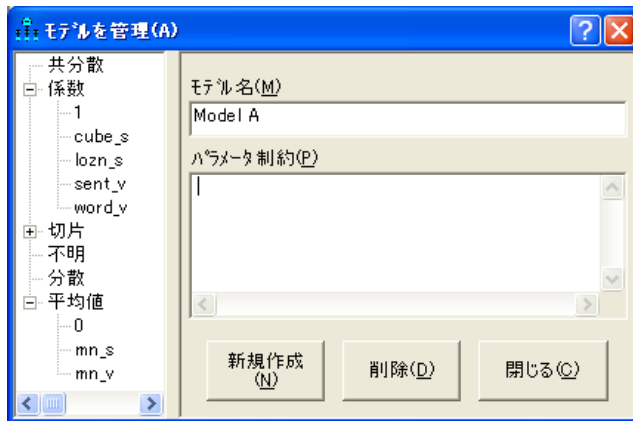 モデルを管理(A)
共分散
係数
1
cube_s
lozn_s
sent_v
word_v
切片
不明
分散
平均値
0
mn_s
mn_v
モデル名(M)
Model A
パラメータ制約(P)
新規作成
(N)
削除(D)
閉じる(C)